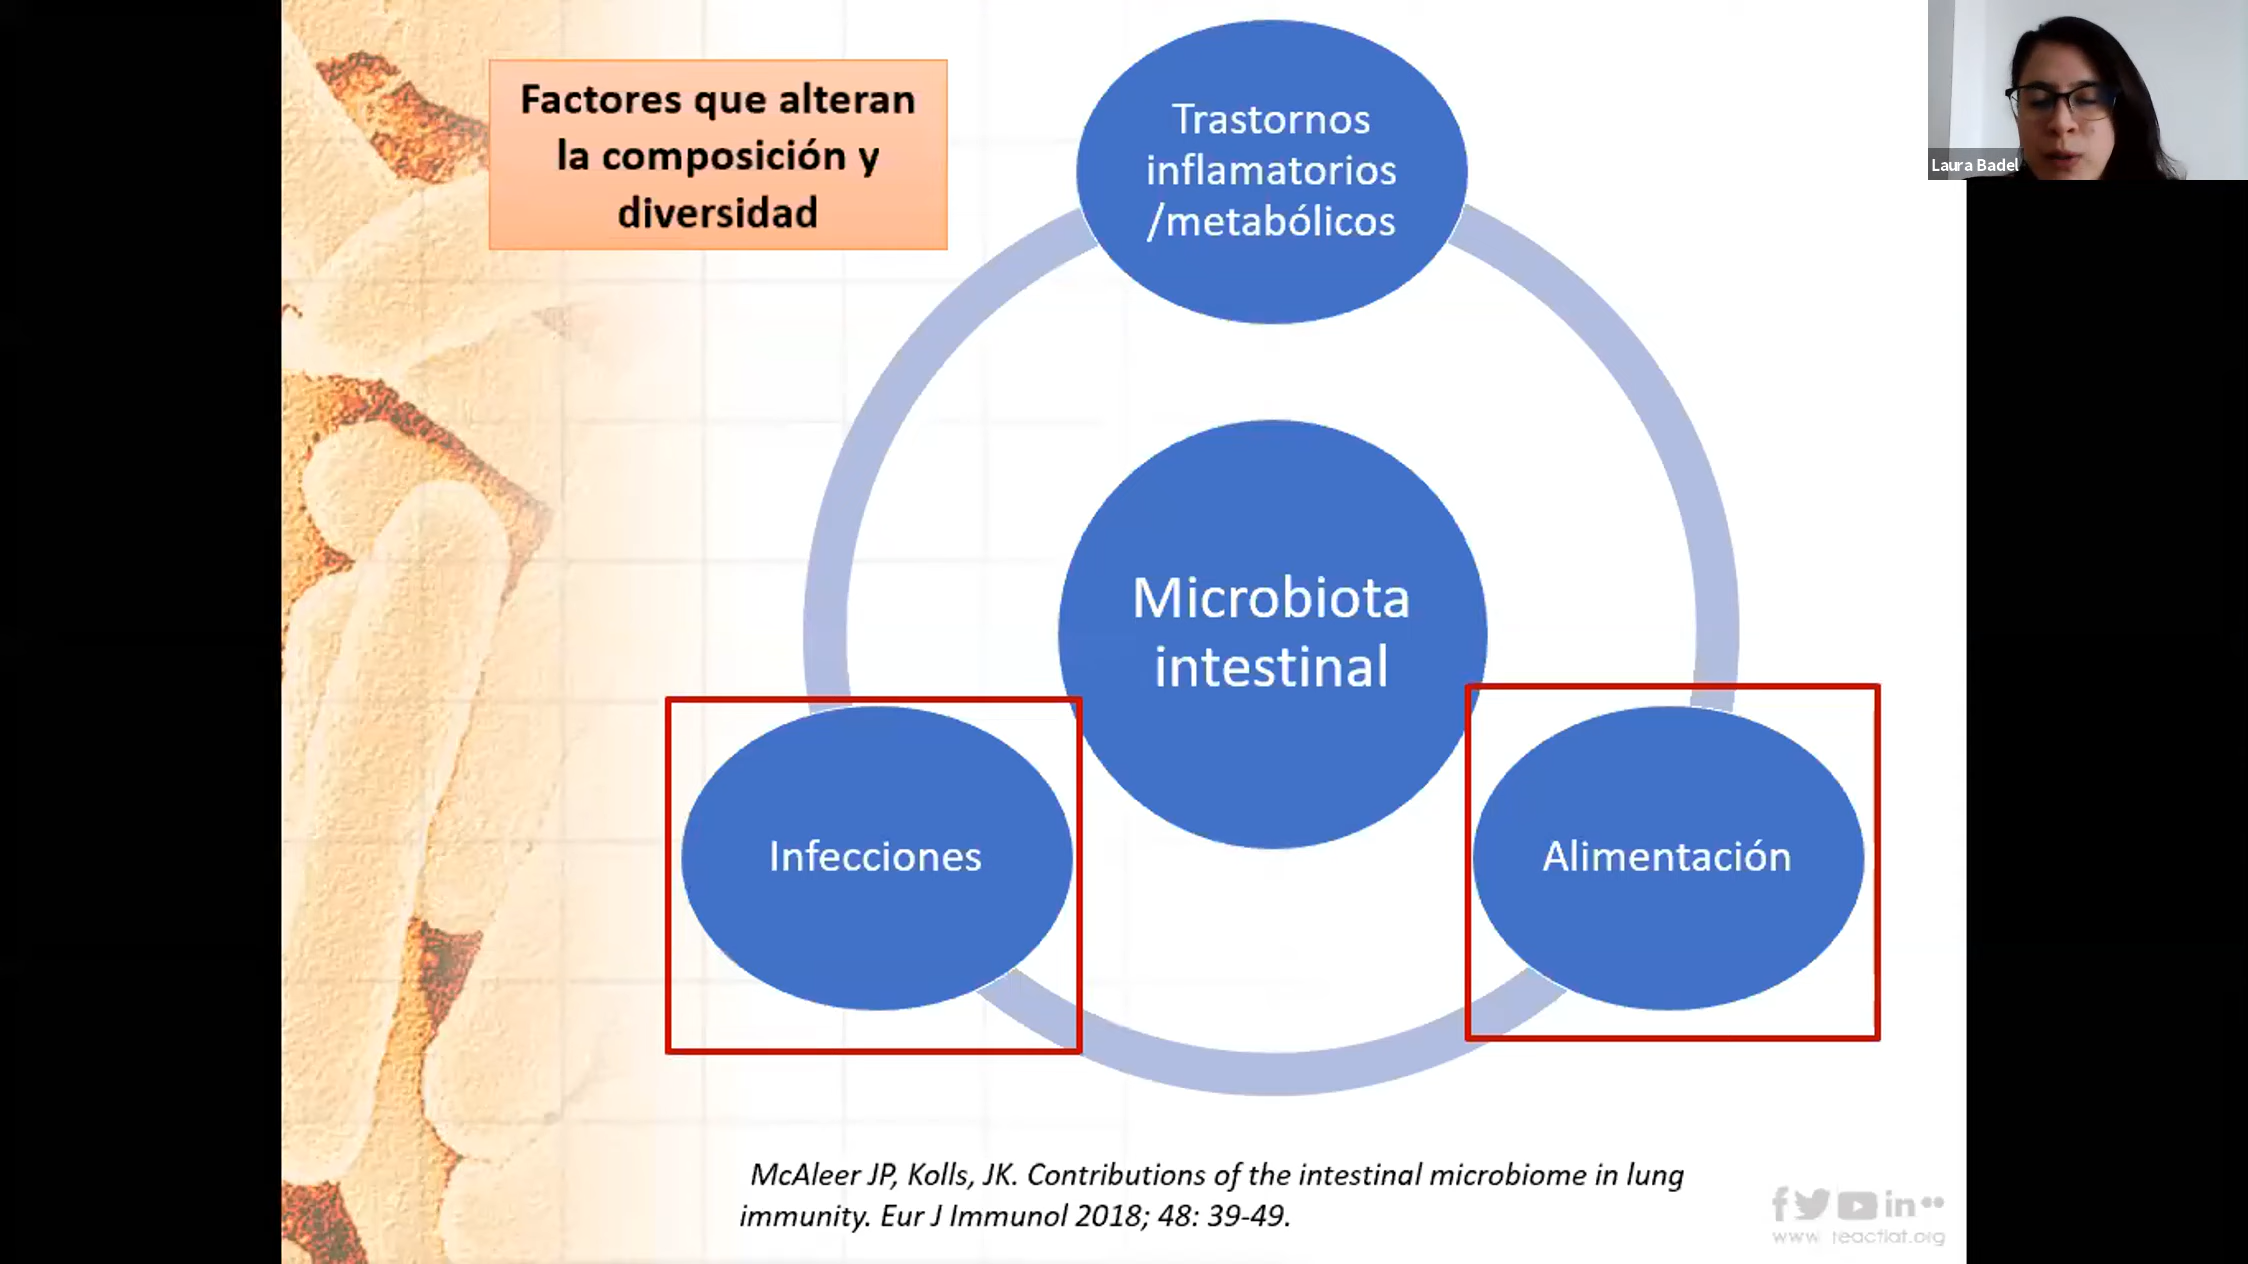 Factores que alteran
la composición y
diversidad
Trastornos
inflamatorios
/metabólicos
Laura Badel
Microbiota
intestinal
Infecciones
Alimentación
McAleer JP, Kolls, JK. Contributions of the intestinal microbiome in lung
immunity. Eur J Immunol 2018; 48: 39-49.
www reactlat.org